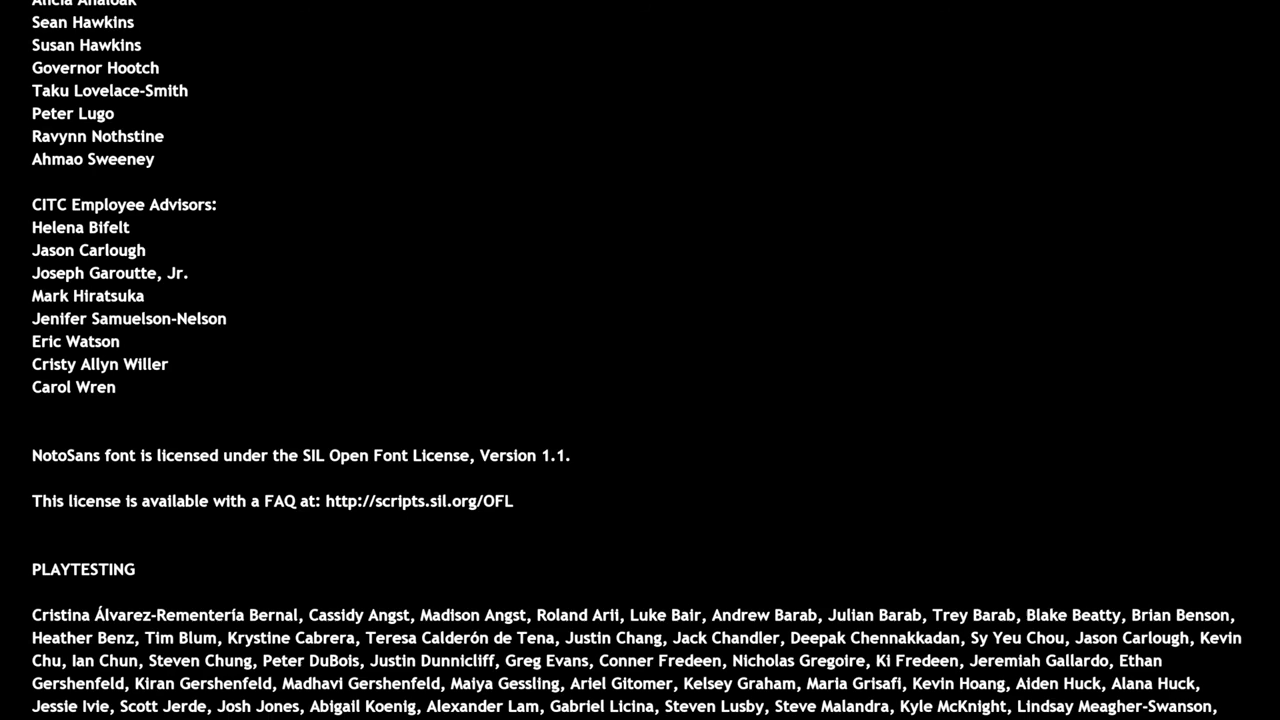 Alicia Analoak
Sean Hawkins
Susan Hawkins
Governor Hootch
Taku Lovelace-Smith
Peter Lugo
Ravynn Nothstine
Ahmao Sweeney
CITC Employee Advisors:
Helena Bifelt
Jason Carlough
Joseph Garoutte, Jr.
Mark Hiratsuka
Jenifer Samuelson-Nelson
Eric Watson
Cristy Allyn Willer
Carol Wren
NotoSans font is licensed under the SIL Open Font License, Version 1.1.
This license is available with a FAQ at: http://scripts.sil.org/OFL
PLAYTESTING
Cristina Álvarez-Rementería Bernal, Cassidy Angst, Madison Angst, Roland Arii, Luke Bair, Andrew Barab, Julian Barab, Trey Barab, Blake Beatty, Brian Benson,
Heather Benz, Tim Blum, Krystine Cabrera, Teresa Calderón de Tena, Justin Chang, Jack Chandler, Deepak Chennakkadan, Sy Yeu Chou, Jason Carlough, Kevin
Chu, Ian Chun, Steven Chung, Peter DuBois, Justin Dunnicliff, Greg Evans, Conner Fredeen, Nicholas Gregoire, Ki Fredeen, Jeremiah Gallardo, Ethan
Gershenfeld, Kiran Gershenfeld, Madhavi Gershenfeld, Maiya Gessling, Ariel Gitomer, Kelsey Graham, Maria Grisafi, Kevin Hoang, Aiden Huck, Alana Huck,
Jessie Ivie, Scott Jerde, Josh Jones, Abigail Koenig, Alexander Lam, Gabriel Licina, Steven Lusby, Steve Malandra, Kyle McKnight, Lindsay Meagher-Swanson,